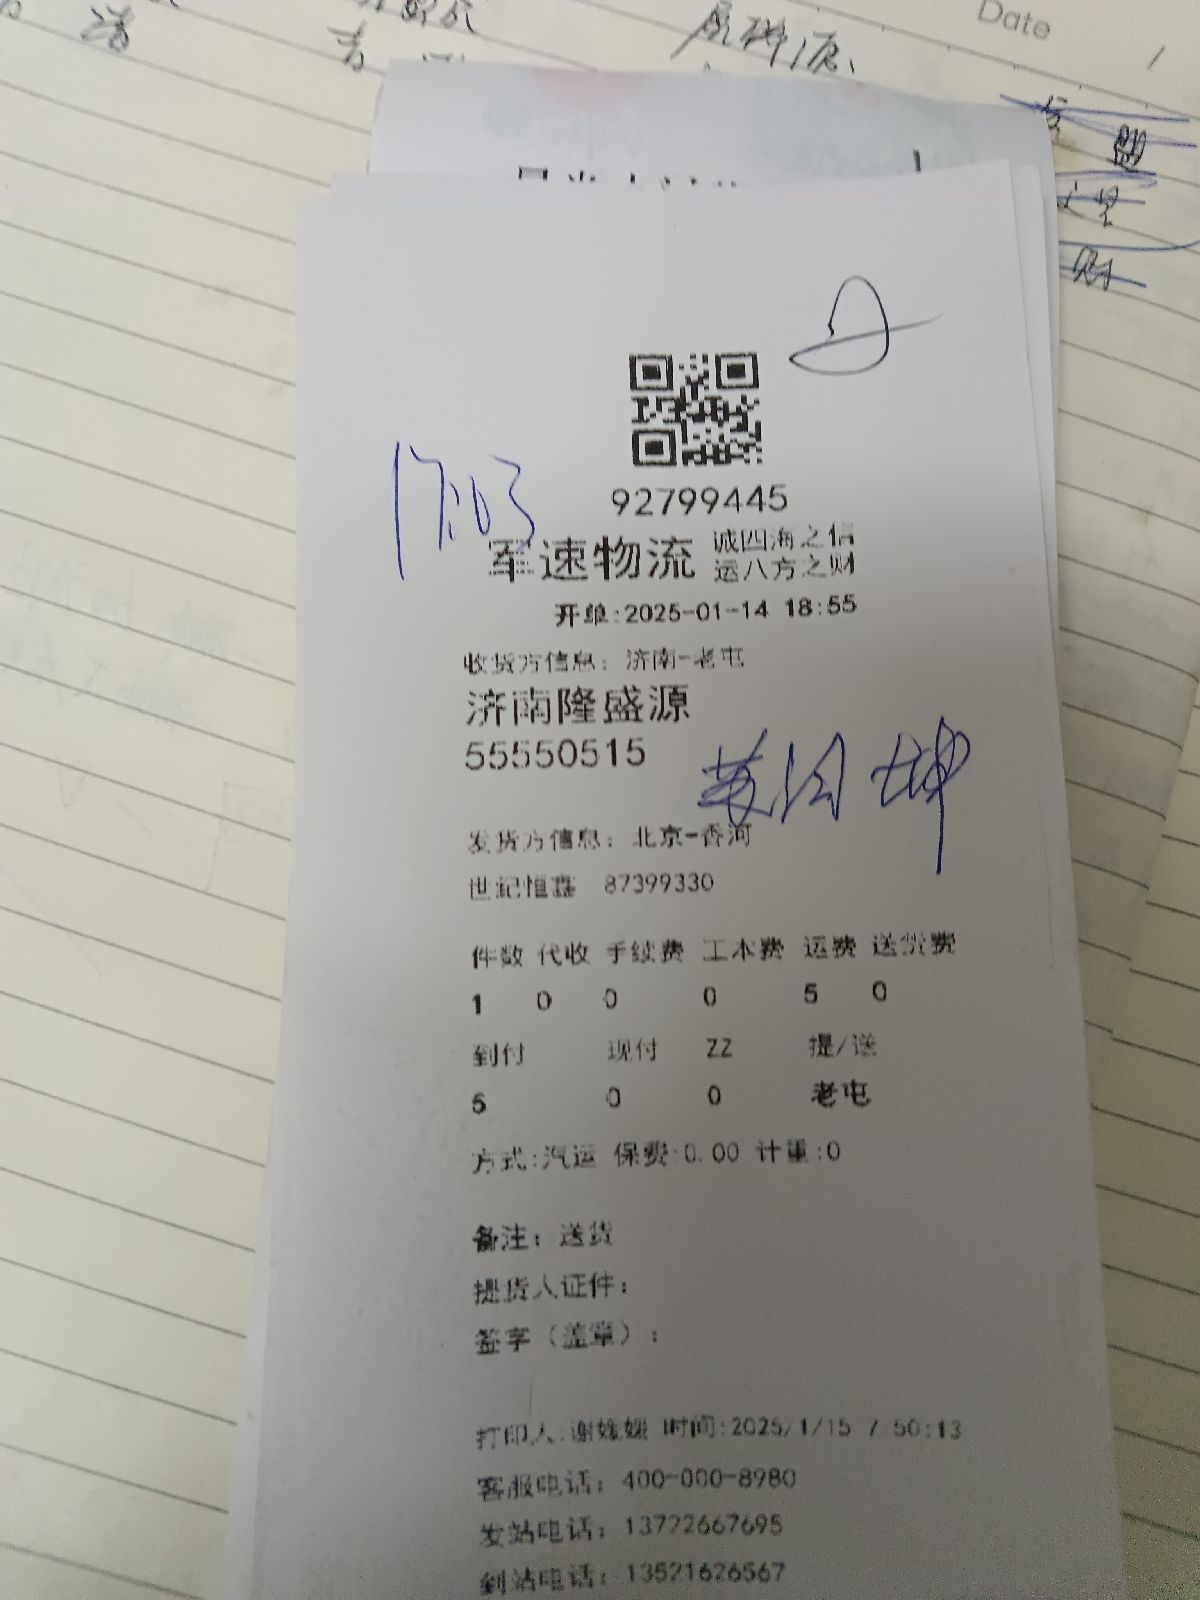 Date
92799445
17:03
军速物流 诚四海之信
运八方之财
开单:2025-01-14 18:55
收货方信息: 济南-老屯
济南隆盛源
55550515
发货方信息: 北京-香河
世纪恒鑫 87399330
件数 代收 手续费 工本费 运费 送货费
1 0 0 0 5 0
到付 现付 ZZ 提/送
5 0 0 老屯
方式:汽运 保费:0.00 计重:0
备注: 送货
提货人证件:
签字(盖章):
打印人:谢媛媛 时间:2025/1/15 7 50:13
客服电话: 400-000-8980
发站电话: 13722667695
到站电话: 13521626567